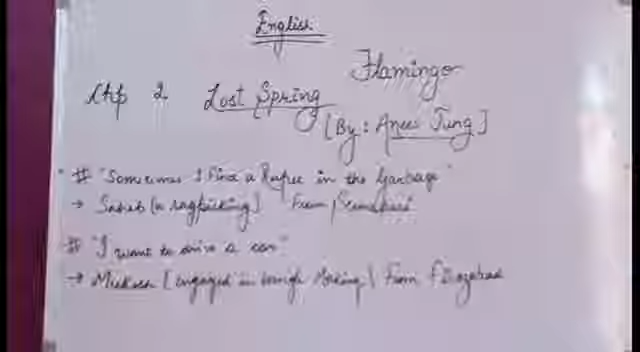 English
Flamingo
Chp 2 Lost Spring
[By: Anees Jung]
# "Sometimes I Find a Rupee in the Garbage"
→ Saheb [a ragpicking] From Seemapuri
# "I want to drive a car"
→ Mukesh [engaged in bangle Making] From Firozabad